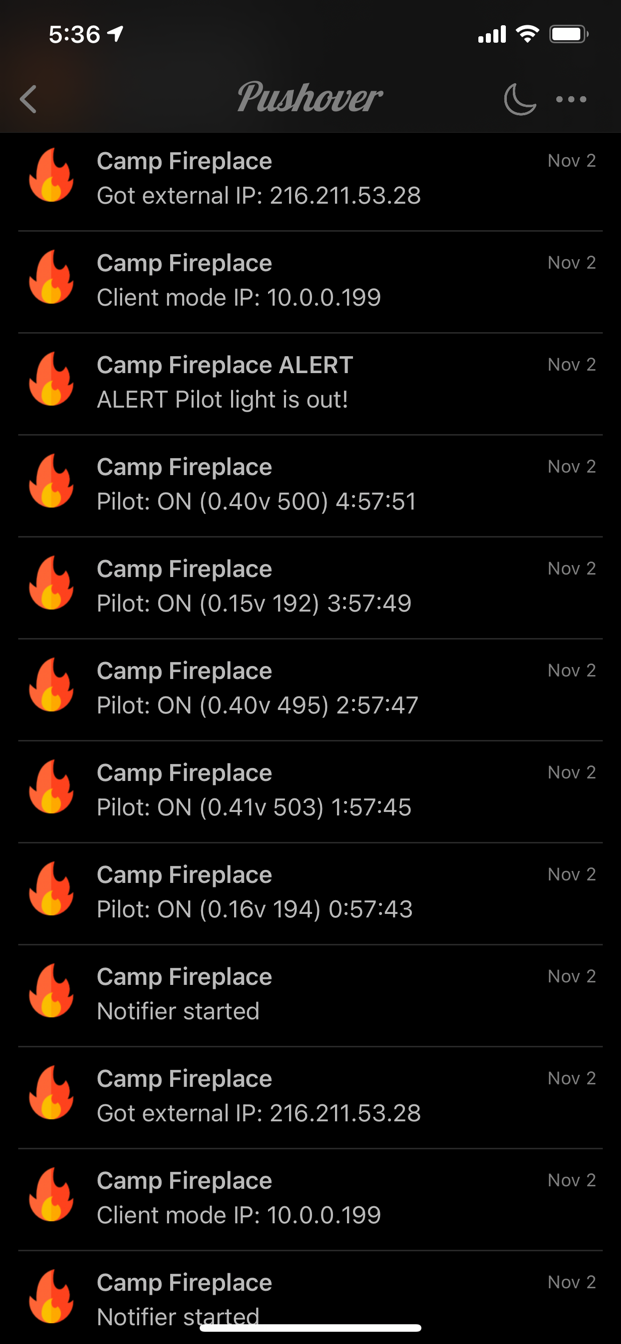 5:36
Pushover
Camp Fireplace Nov 2
Got external IP: 216.211.53.28
Camp Fireplace Nov 2
Client mode IP: 10.0.0.199
Camp Fireplace ALERT Nov 2
ALERT Pilot light is out!
Camp Fireplace Nov 2
Pilot: ON (0.40v 500) 4:57:51
Camp Fireplace Nov 2
Pilot: ON (0.15v 192) 3:57:49
Camp Fireplace Nov 2
Pilot: ON (0.40v 495) 2:57:47
Camp Fireplace Nov 2
Pilot: ON (0.41v 503) 1:57:45
Camp Fireplace Nov 2
Pilot: ON (0.16v 194) 0:57:43
Camp Fireplace Nov 2
Notifier started
Camp Fireplace Nov 2
Got external IP: 216.211.53.28
Camp Fireplace Nov 2
Client mode IP: 10.0.0.199
Camp Fireplace Nov 2
Notifier started